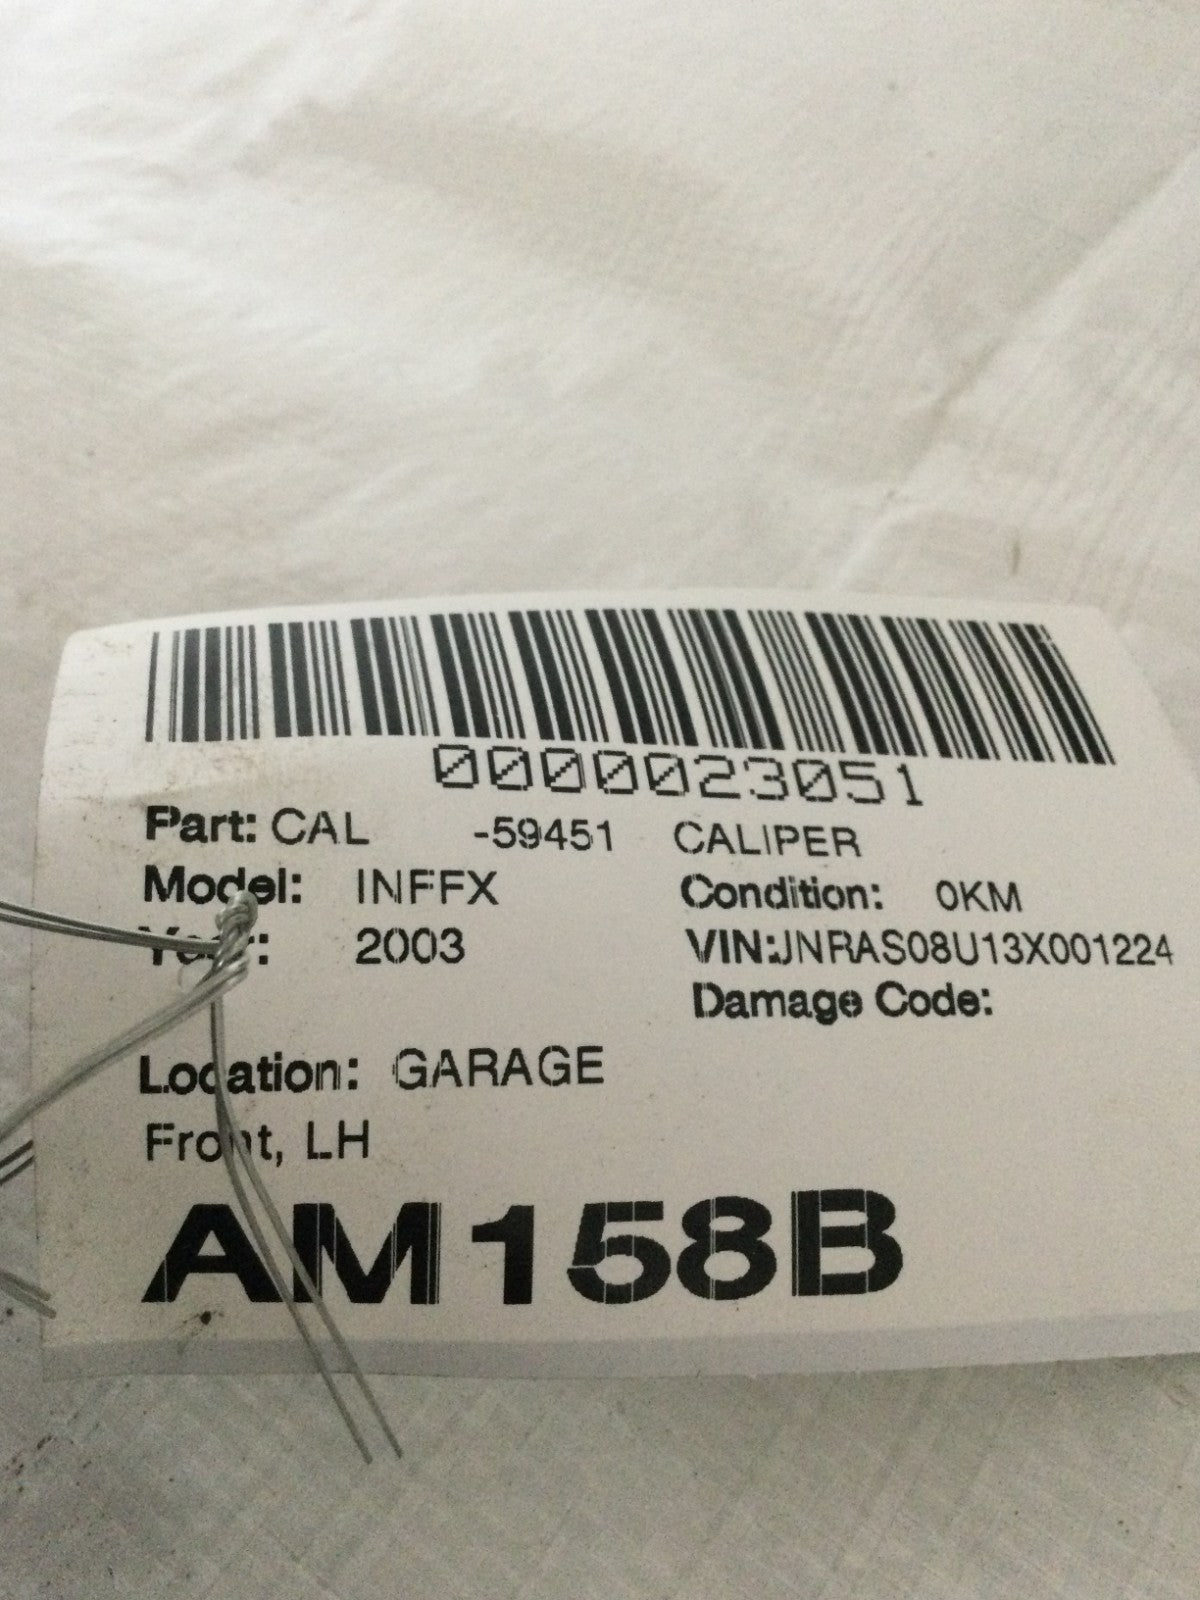 0000023051
Part: CAL -59451 CALIPER
Model: INFFX Condition: 0KM
Year: 2003 VIN:JNRAS08U13X001224
Damage Code:
Location: GARAGE
Front, LH
AM158B